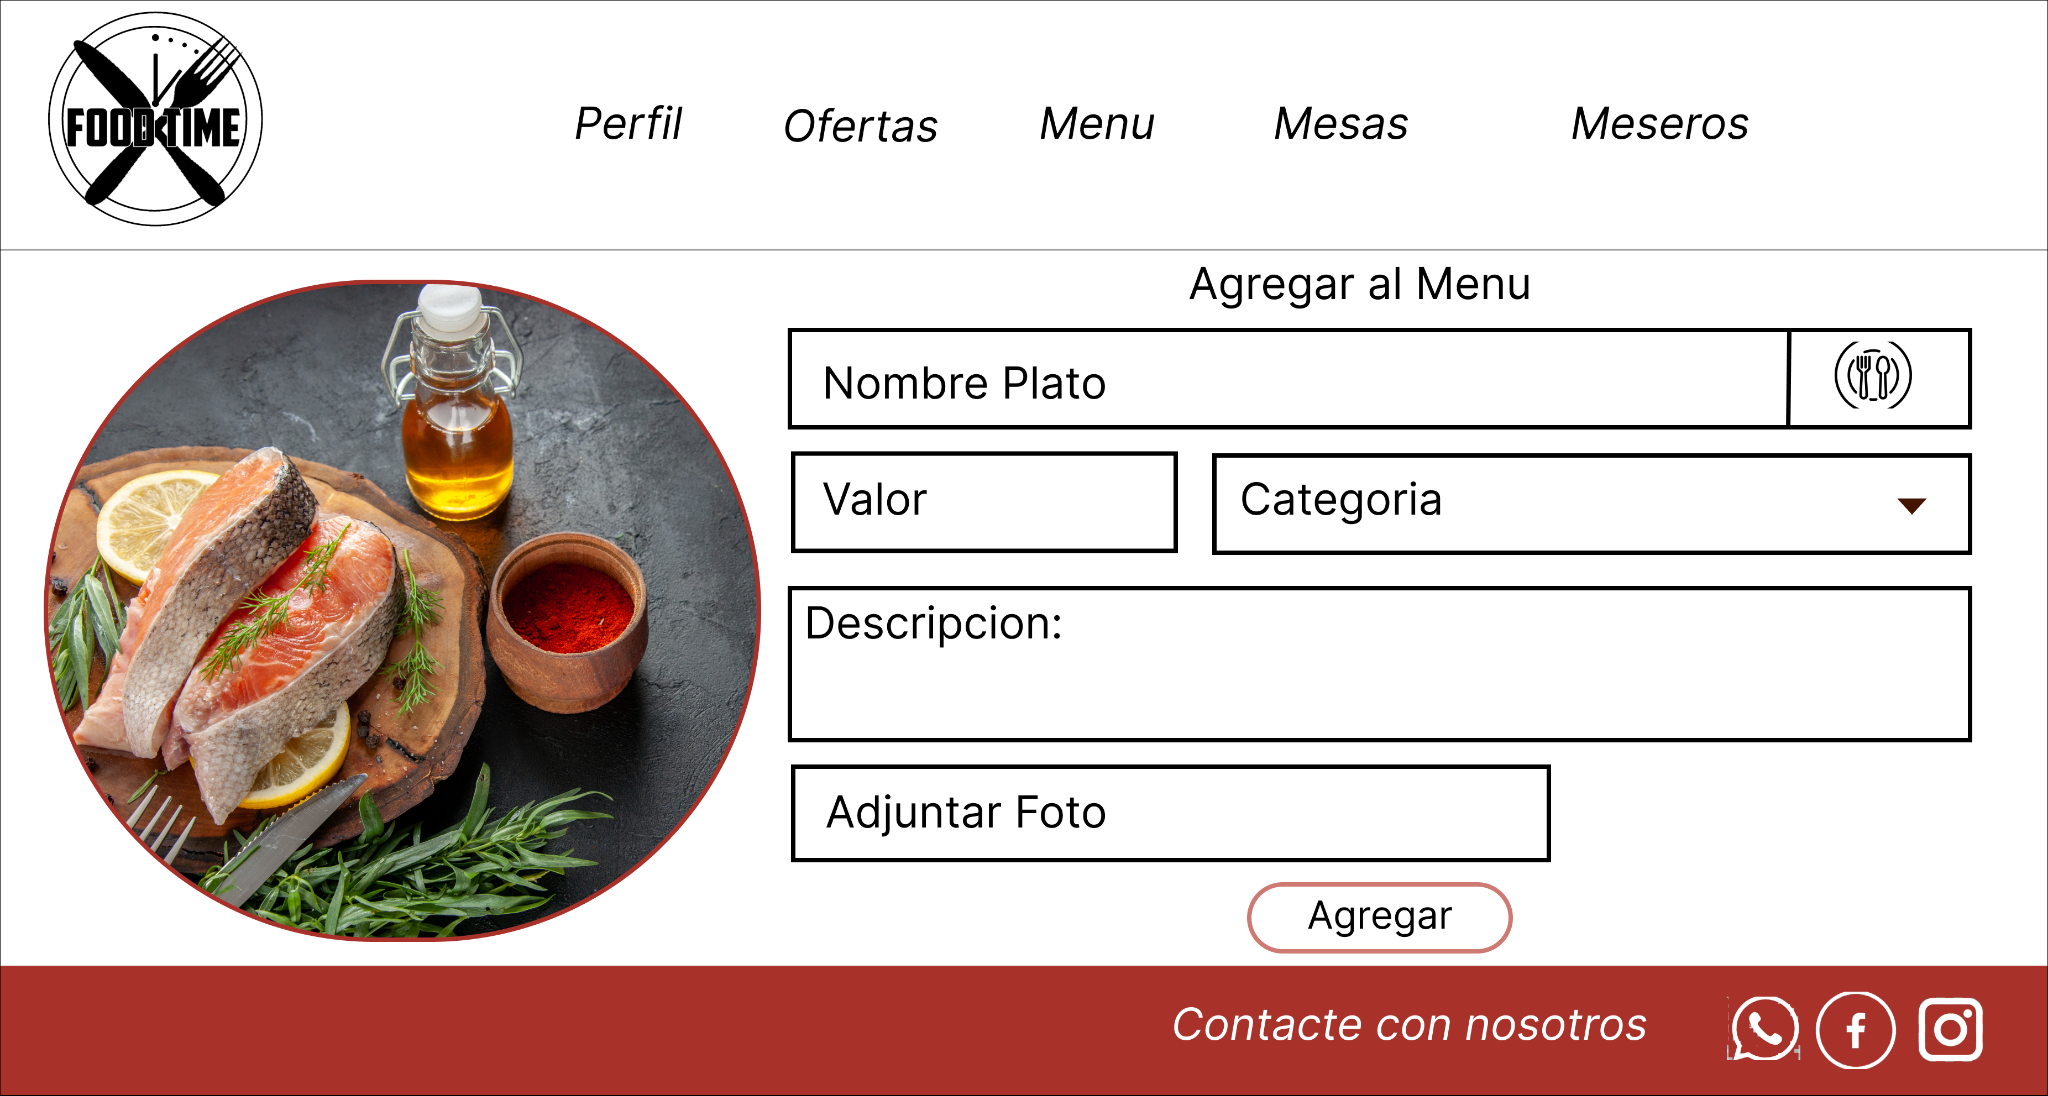 FOOD TIME
Perfil
Ofertas
Menu
Mesas
Meseros
Agregar al Menu
Nombre Plato
Valor
Categoria
Descripcion:
Adjuntar Foto
Agregar
Contacte con nosotros